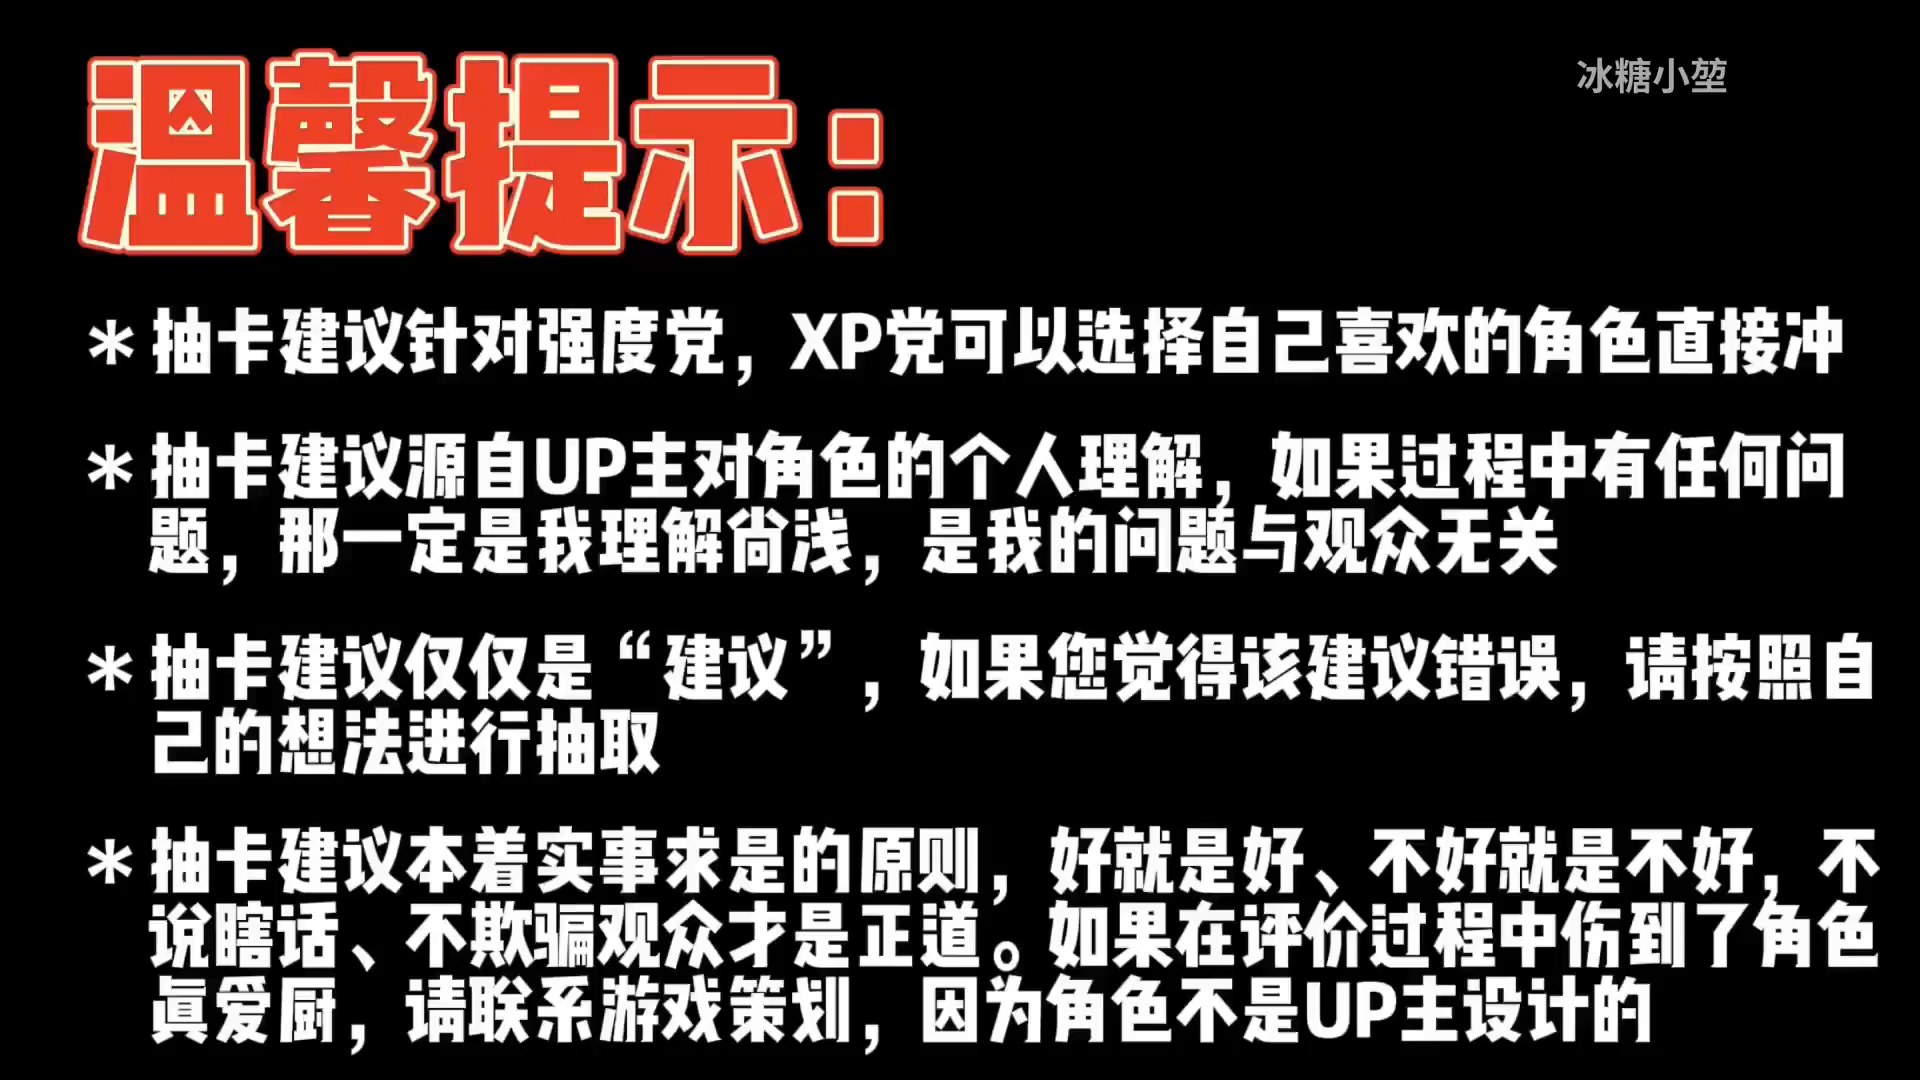 冰糖小堃
溫馨提示：
*抽卡建议针对强度党，XP党可以选择自己喜欢的角色直接冲
*抽卡建议源自UP主对角色的个人理解，如果过程中有任何问
题，那一定是我理解尚浅，是我的问题与观众无关
*抽卡建议仅仅是“建议”，如果您觉得该建议错误，请按照自
己的想法进行抽取
*抽卡建议本着实事求是的原则，好就是好、不好就是不好，不
说瞎话、不欺骗观众才是正道。如果在评价过程中伤到了角色
真爱厨，请联系游戏策划，因为角色不是UP主设计的